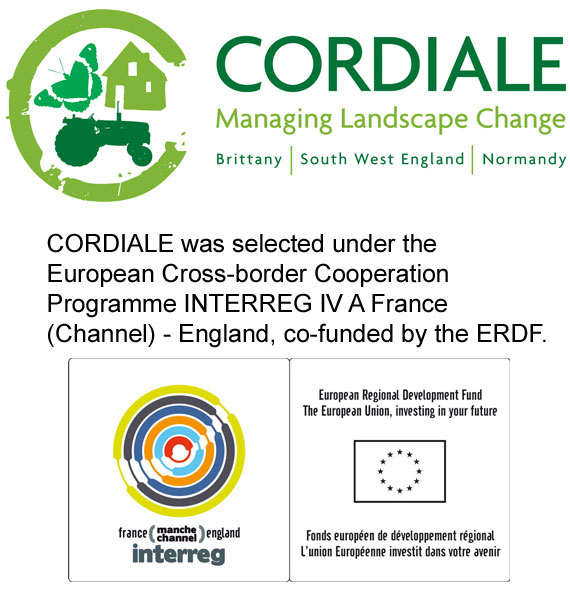 CORDIALE
Managing Landscape Change
Brittany | South West England | Normandy
CORDIALE was selected under the
European Cross-border Cooperation
Programme INTERREG IV A France
(Channel) - England, co-funded by the ERDF.
france (manche channel) england
interreg
European Regional Development Fund
The European Union, investing in your future
Fonds européen de développement régional
L'union Européenne investit dans votre avenir